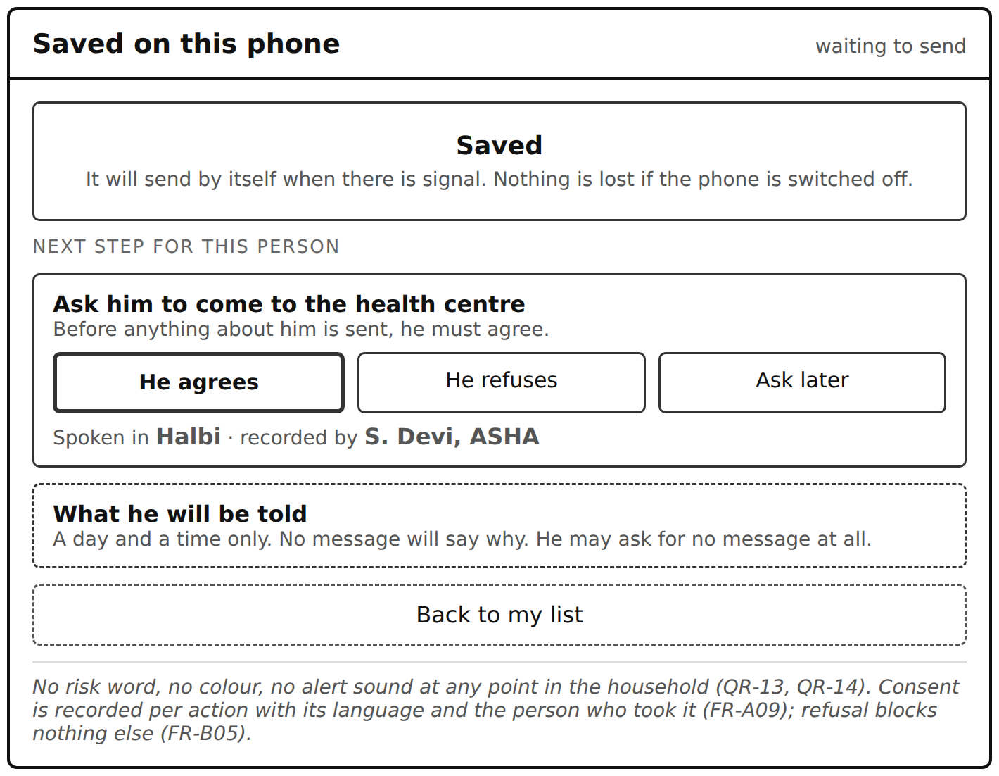 Saved on this phone
waiting to send
Saved
It will send by itself when there is signal. Nothing is lost if the phone is switched off.
NEXT STEP FOR THIS PERSON
Ask him to come to the health centre
Before anything about him is sent, he must agree.
He agrees
He refuses
Ask later
Spoken in Halbi · recorded by S. Devi, ASHA
What he will be told
A day and a time only. No message will say why. He may ask for no message at all.
Back to my list
No risk word, no colour, no alert sound at any point in the household (QR-13, QR-14). Consent
is recorded per action with its language and the person who took it (FR-A09); refusal blocks
nothing else (FR-B05).